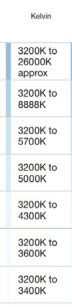 Kelvin
3200K to
26000K
approx
3200K to
8888K
3200K to
5700K
3200K to
5000K
3200K to
4300K
3200K to
3600K
3200K to
3400K